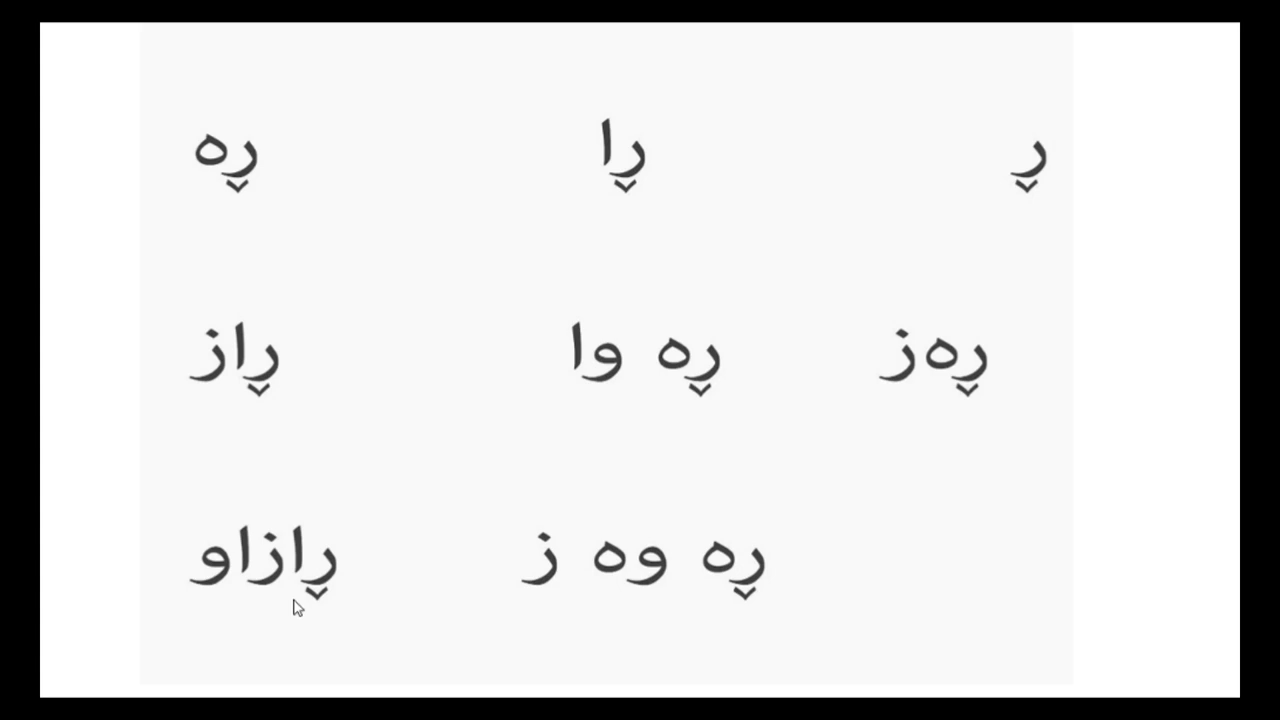 ڕ ڕا ڕە
ڕەز ڕە وا ڕاز
ڕە وە ز ڕازاو